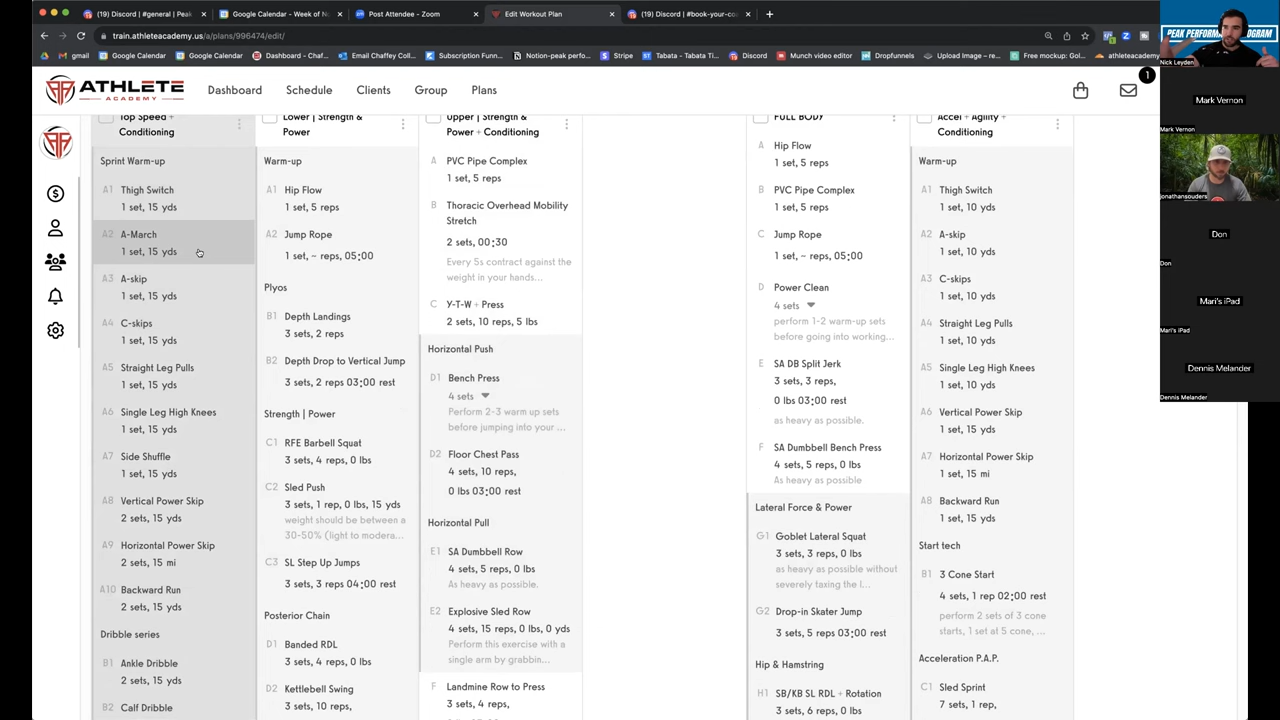 (19) Discord | #general | Peak
Google Calendar - Week of N
Post Attendee - Zoom
Edit Workout Plan
(19) Discord | #book-your-co
train.athleteacademy.us/a/plans/996474/edit/
gmail
Google Calendar
Google Calendar
Dashboard - Chaf...
Email Chaffey Coll...
Subscription Funn...
Notion-peak perfo...
Stripe
Tabata - Tabata Ti...
Discord
Munch video editor
Dropfunnels
Upload Image – re...
Free mockup: Gol...
athleteacademy
ATHLETE
ACADEMY
Dashboard
Schedule
Clients
Group
Plans
1
Top Speed +
Conditioning
Sprint Warm-up
A1 Thigh Switch
1 set, 15 yds
A2 A-March
1 set, 15 yds
A3 A-skip
1 set, 15 yds
A4 C-skips
1 set, 15 yds
A5 Straight Leg Pulls
1 set, 15 yds
A6 Single Leg High Knees
1 set, 15 yds
A7 Side Shuffle
1 set, 15 yds
A8 Vertical Power Skip
2 sets, 15 yds
A9 Horizontal Power Skip
2 sets, 15 mi
A10 Backward Run
2 sets, 15 yds
Dribble series
B1 Ankle Dribble
2 sets, 15 yds
B2 Calf Dribble
Lower | Strength &
Power
Warm-up
A1 Hip Flow
1 set, 5 reps
A2 Jump Rope
1 set, ~ reps, 05:00
Plyos
B1 Depth Landings
3 sets, 2 reps
B2 Depth Drop to Vertical Jump
3 sets, 2 reps 03:00 rest
Strength | Power
C1 RFE Barbell Squat
3 sets, 4 reps, 0 lbs
C2 Sled Push
3 sets, 1 rep, 0 lbs, 15 yds
weight should be between a
30-50% (light to modera...
C3 SL Step Up Jumps
3 sets, 3 reps 04:00 rest
Posterior Chain
D1 Banded RDL
3 sets, 4 reps, 0 lbs
D2 Kettlebell Swing
3 sets, 10 reps,
Upper | Strength &
Power + Conditioning
A PVC Pipe Complex
1 set, 5 reps
B Thoracic Overhead Mobility
Stretch
2 sets, 00:30
Every 5s contract against the
weight in your hands...
C Y-T-W + Press
2 sets, 10 reps, 5 lbs
Horizontal Push
D1 Bench Press
4 sets
Perform 2-3 warm up sets
before jumping into your ...
D2 Floor Chest Pass
4 sets, 10 reps,
0 lbs 03:00 rest
Horizontal Pull
E1 SA Dumbbell Row
4 sets, 5 reps, 0 lbs
As heavy as possible.
E2 Explosive Sled Row
4 sets, 15 reps, 0 lbs, 0 yds
Perform this exercise with a
single arm by grabbin...
F Landmine Row to Press
3 sets, 4 reps,
FULL BODY
A Hip Flow
1 set, 5 reps
B PVC Pipe Complex
1 set, 5 reps
C Jump Rope
1 set, ~ reps, 05:00
D Power Clean
4 sets
perform 1-2 warm-up sets
before going into working...
E SA DB Split Jerk
3 sets, 3 reps,
0 lbs 03:00 rest
as heavy as possible.
F SA Dumbbell Bench Press
4 sets, 5 reps, 0 lbs
As heavy as possible
Lateral Force & Power
G1 Goblet Lateral Squat
3 sets, 3 reps, 0 lbs
as heavy as possible without
severely taxing the l...
G2 Drop-in Skater Jump
3 sets, 5 reps 03:00 rest
Hip & Hamstring
H1 SB/KB SL RDL + Rotation
3 sets, 6 reps, 0 lbs
Accel + Agility +
Conditioning
Warm-up
A1 Thigh Switch
1 set, 10 yds
A2 A-skip
1 set, 10 yds
A3 C-skips
1 set, 10 yds
A4 Straight Leg Pulls
1 set, 10 yds
A5 Single Leg High Knees
1 set, 10 yds
A6 Vertical Power Skip
1 set, 15 yds
A7 Horizontal Power Skip
1 set, 15 mi
A8 Backward Run
1 set, 15 yds
Start tech
B1 3 Cone Start
4 sets, 1 rep 02:00 rest
perform 2 sets of 3 cone
starts, 1 set at 5 cone, ...
Acceleration P.A.P.
C1 Sled Sprint
7 sets, 1 rep,
PEAK PERFORM
GRAM
Nick Leyden
Mark Vernon
Mark Vernon
jonathansouders
Don
Don
Mari's iPad
Mari's iPad
Dennis Melander
Dennis Melander